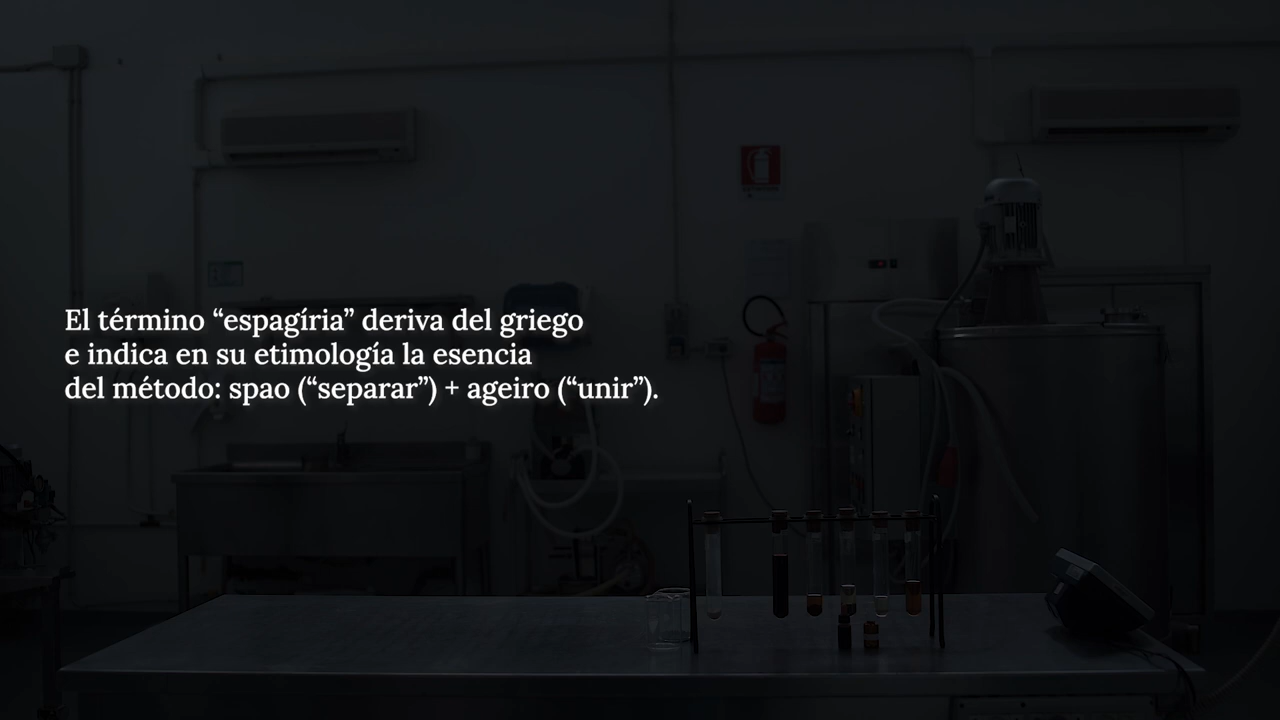 El término “espagíria” deriva del griego
e indica en su etimología la esencia
del método: spao (“separar”) + ageiro (“unir”).